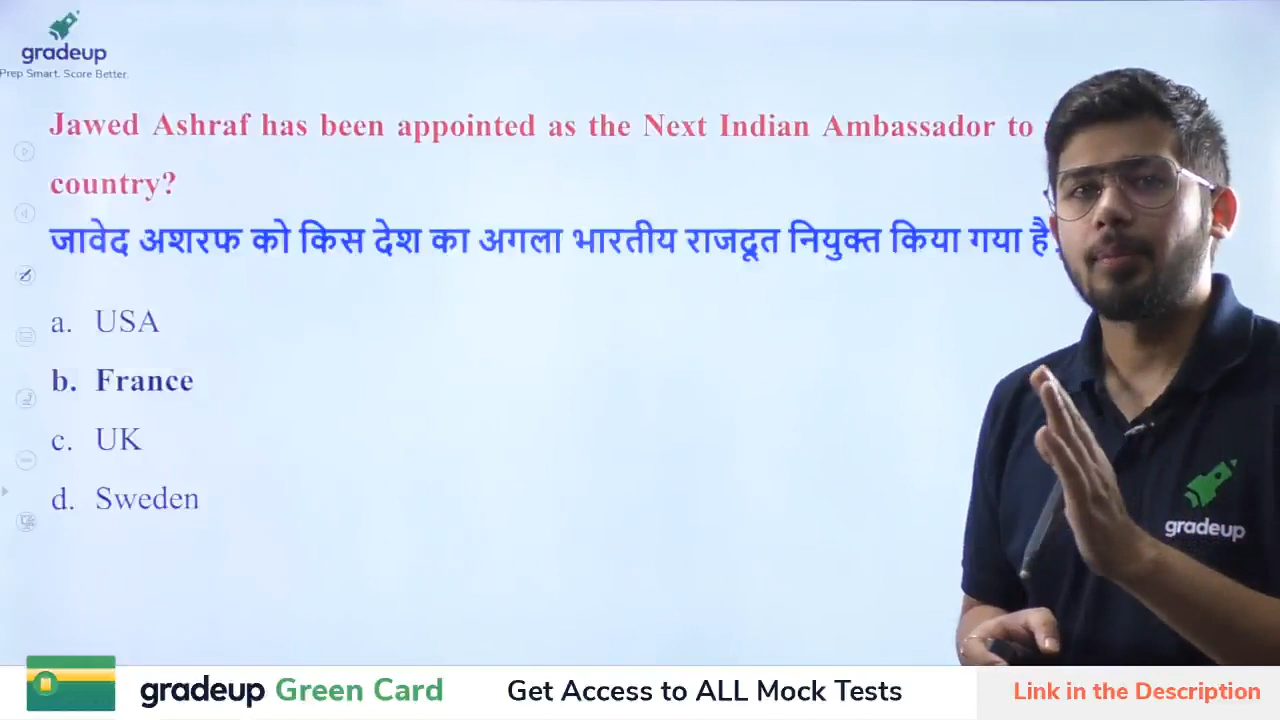 gradeup
Prep Smart. Score Better.
Jawed Ashraf has been appointed as the Next Indian Ambassador to
country?
जावेद अशरफ को किस देश का अगला भारतीय राजदूत नियुक्त किया गया है
a. USA
b. France
c. UK
d. Sweden
gradeup
gradeup Green Card Get Access to ALL Mock Tests Link in the Description